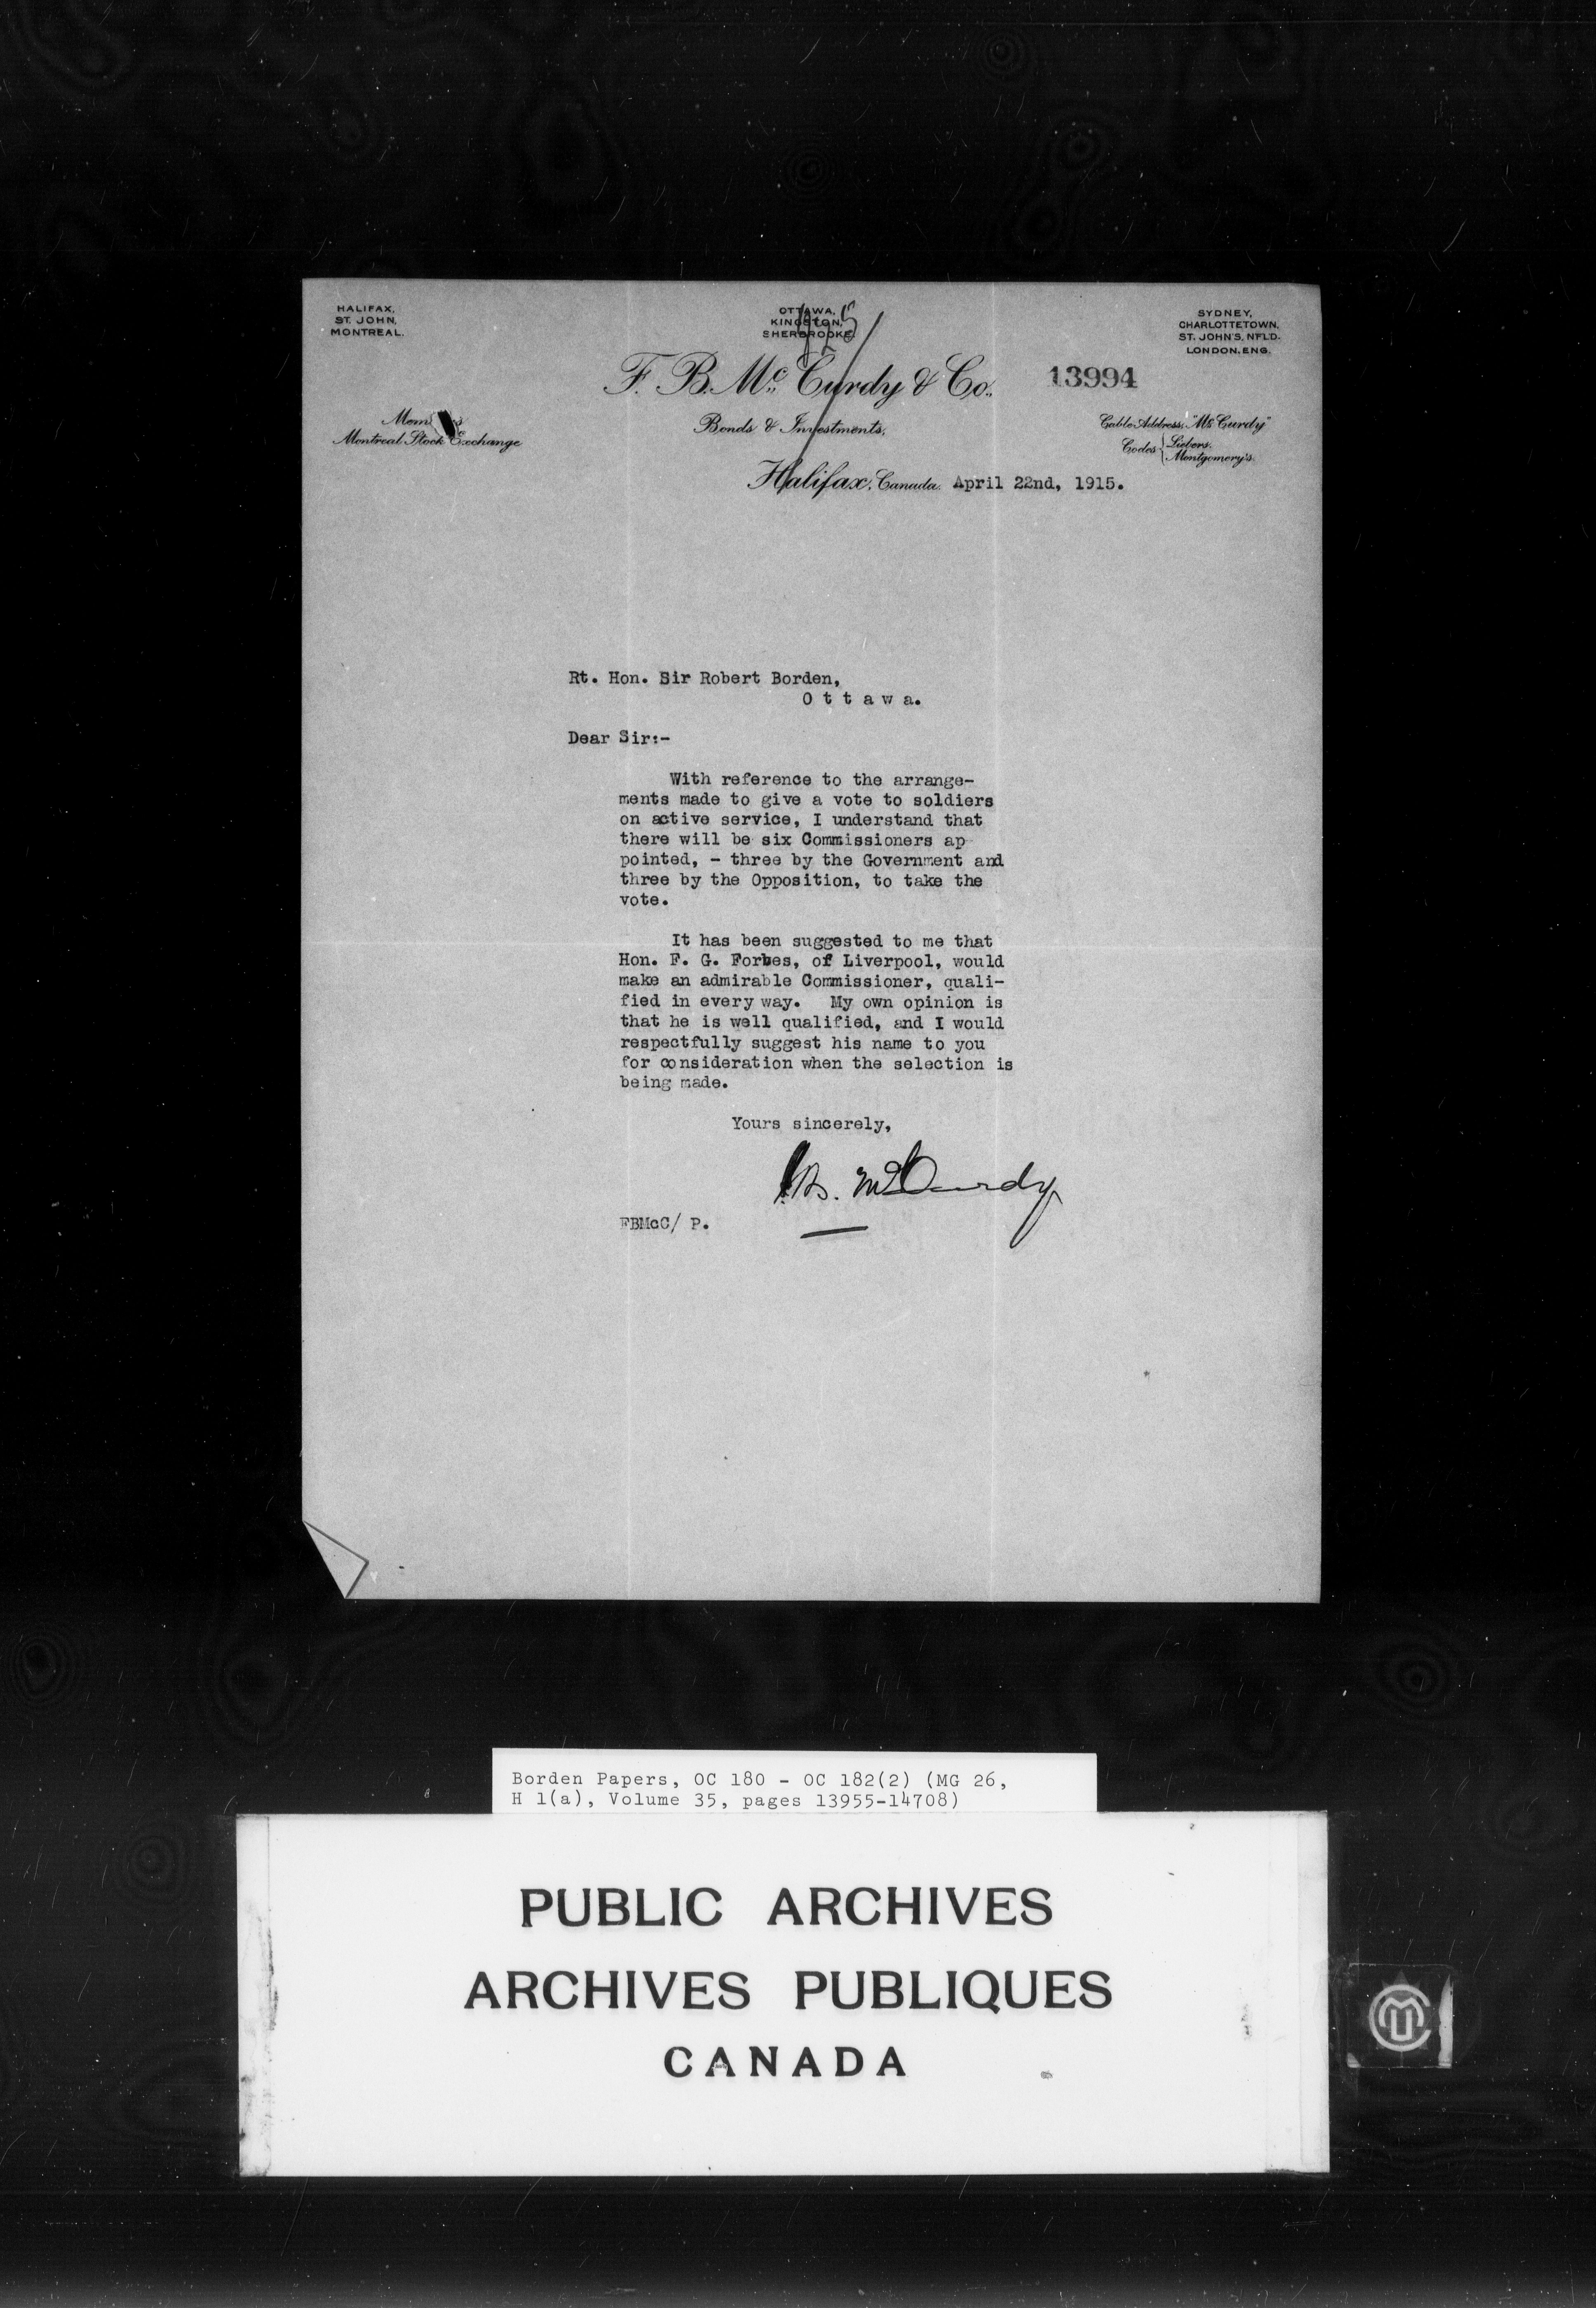 HALIFAX,
ST. JOHN,
MONTREAL.
OTTAWA,
KINGSTON,
SHERBROOKE
SYDNEY,
CHARLOTTETOWN,
ST. JOHN'S, NFLD.
LONDON, ENG.
F. B. McCurdy & Co.,
13994
Members
Montreal Stock Exchange
Bonds & Investments,
Cable Address: "McCurdy"
Codes { Liebers.
Montgomery's.
Halifax, Canada. April 22nd, 1915.
Rt. Hon. Sir Robert Borden,
O t t a w a.
Dear Sir:-
With reference to the arrange-
ments made to give a vote to soldiers
on active service, I understand that
there will be six Commissioners ap-
pointed, - three by the Government and
three by the Opposition, to take the
vote.
It has been suggested to me that
Hon. F. G. Forbes, of Liverpool, would
make an admirable Commissioner, quali-
fied in every way. My own opinion is
that he is well qualified, and I would
respectfully suggest his name to you
for consideration when the selection is
being made.
Yours sincerely,
F.B. McCurdy
FBMcC/ P.
Borden Papers, OC 180 - OC 182(2) (MG 26,
H 1(a), Volume 35, pages 13955-14708)
PUBLIC ARCHIVES
ARCHIVES PUBLIQUES
CANADA